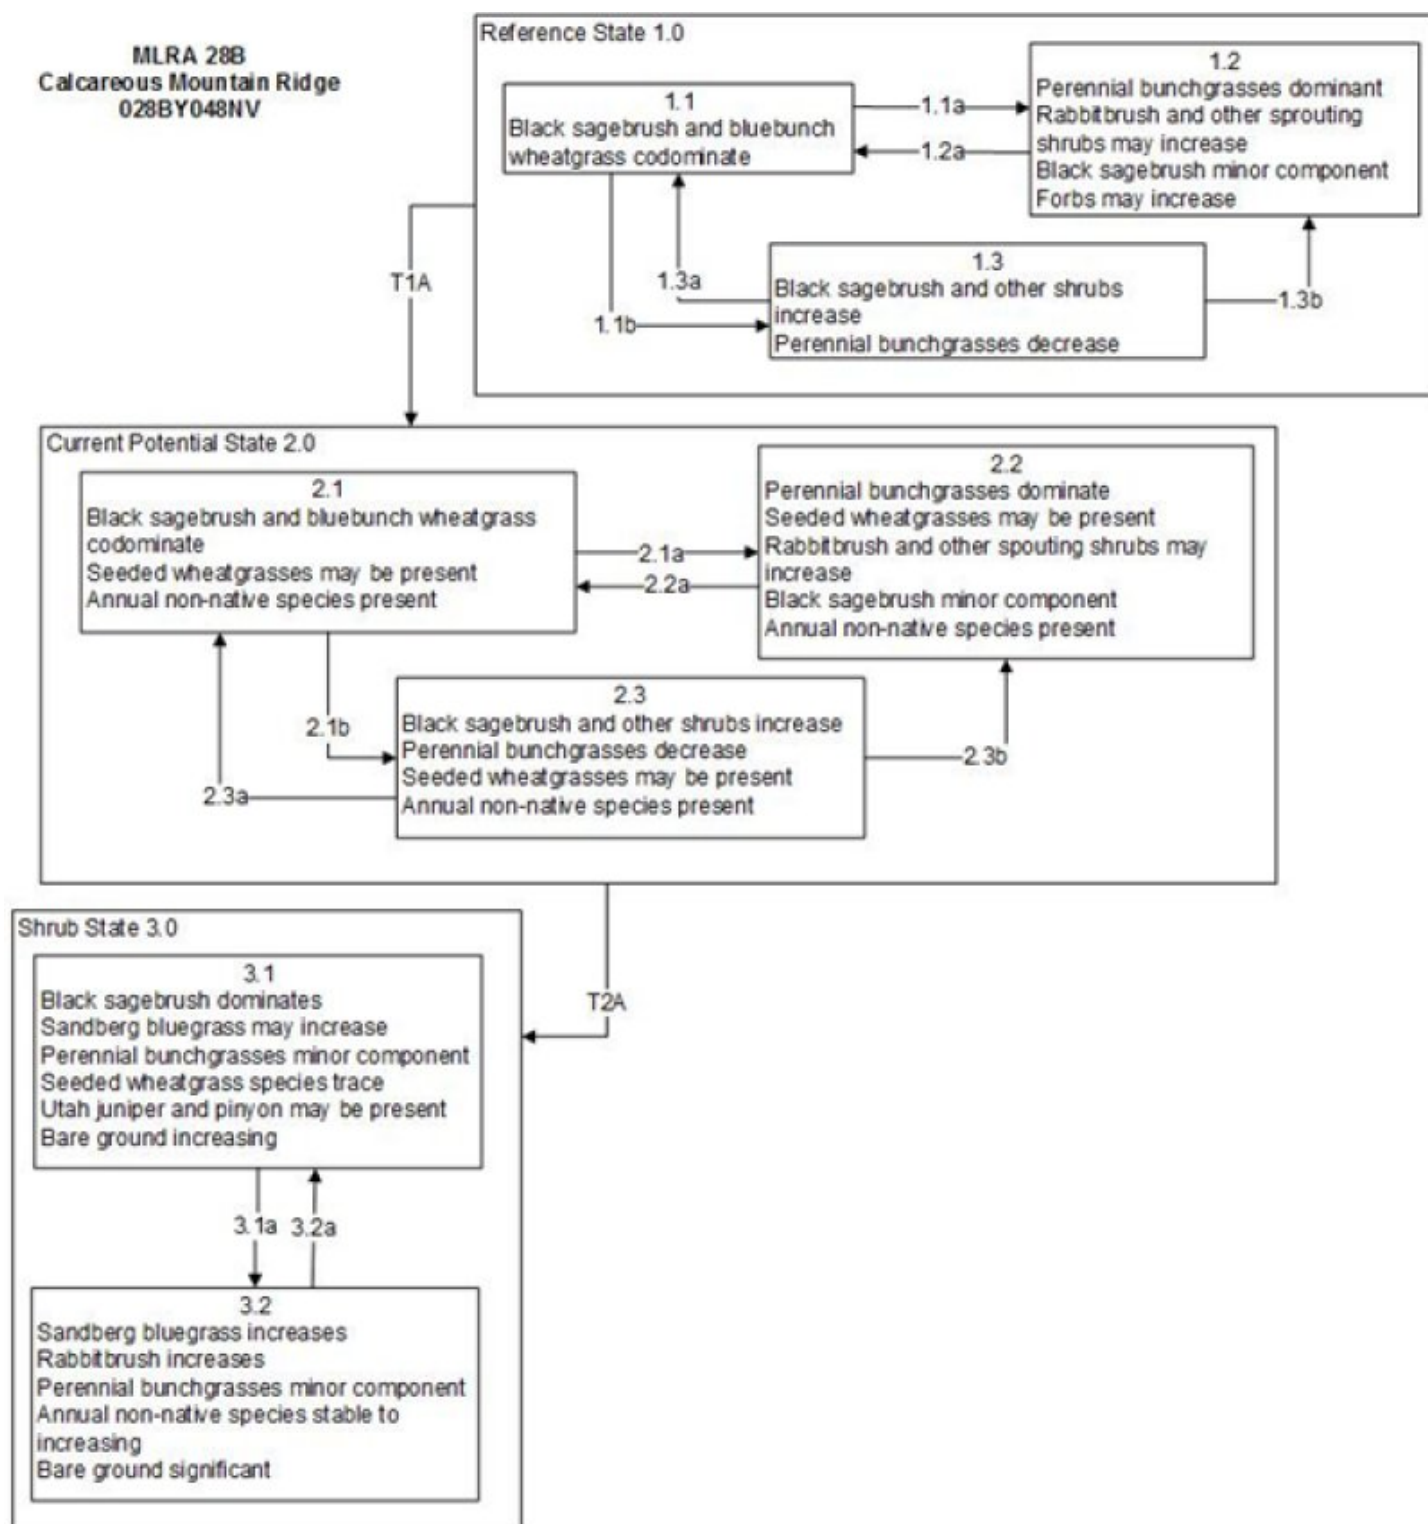 MLRA 28B
Calcareous Mountain Ridge
028BY048NV
Reference State 1.0
1.1
Black sagebrush and bluebunch
wheatgrass codominate
1.1a
1.2a
1.2
Perennial bunchgrasses dominant
Rabbitbrush and other sprouting
shrubs may increase
Black sagebrush minor component
Forbs may increase
1.3a
1.1b
1.3
Black sagebrush and other shrubs
increase
Perennial bunchgrasses decrease
1.3b
T1A
Current Potential State 2.0
2.1
Black sagebrush and bluebunch wheatgrass
codominate
Seeded wheatgrasses may be present
Annual non-native species present
2.1a
2.2a
2.2
Perennial bunchgrasses dominate
Seeded wheatgrasses may be present
Rabbitbrush and other spouting shrubs may
increase
Black sagebrush minor component
Annual non-native species present
2.1b
2.3a
2.3
Black sagebrush and other shrubs increase
Perennial bunchgrasses decrease
Seeded wheatgrasses may be present
Annual non-native species present
2.3b
T2A
Shrub State 3.0
3.1
Black sagebrush dominates
Sandberg bluegrass may increase
Perennial bunchgrasses minor component
Seeded wheatgrass species trace
Utah juniper and pinyon may be present
Bare ground increasing
3.1a
3.2a
3.2
Sandberg bluegrass increases
Rabbitbrush increases
Perennial bunchgrasses minor component
Annual non-native species stable to
increasing
Bare ground significant